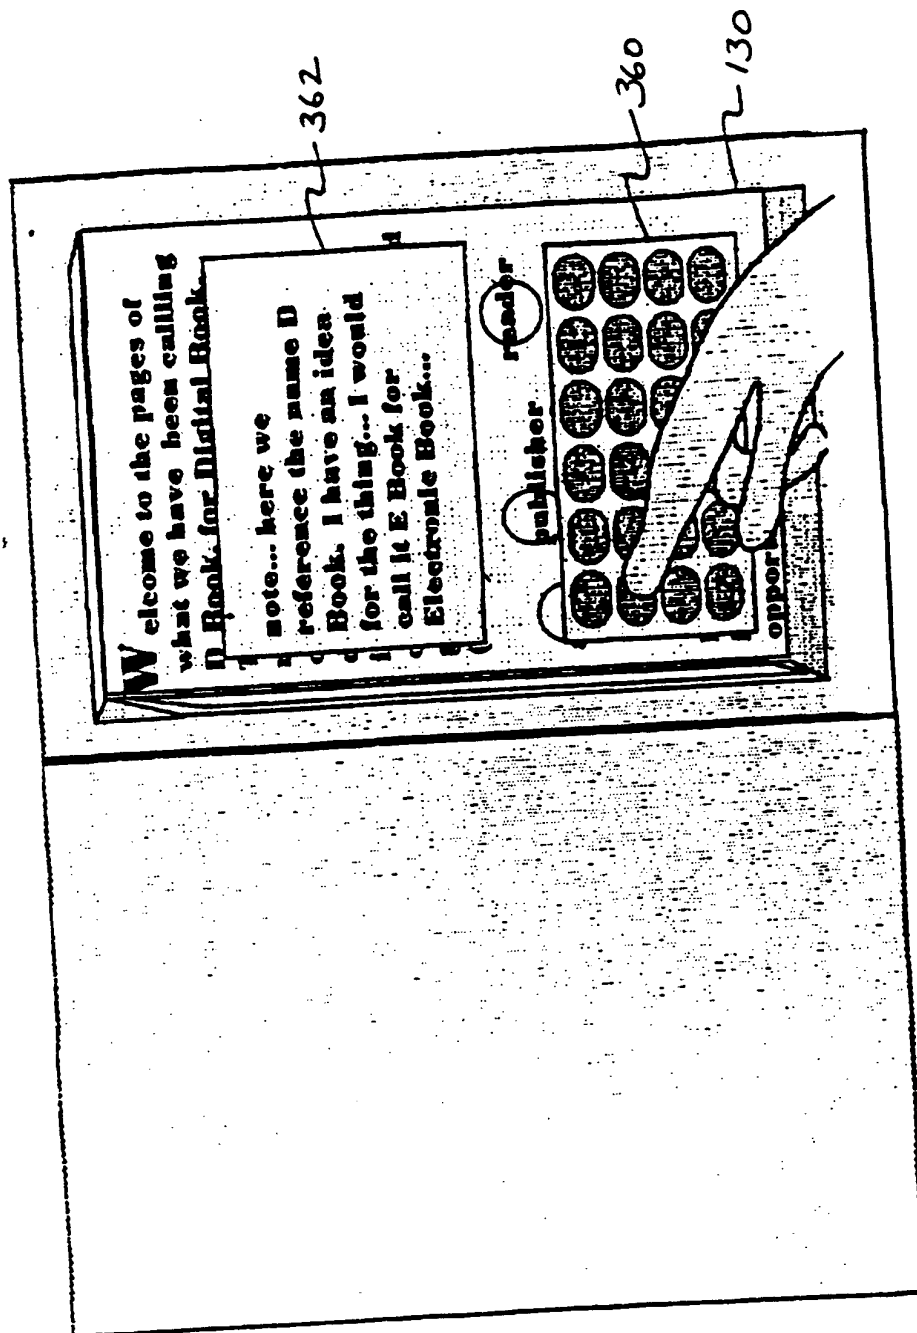 Welcome to the pages of
what we have been callling
D Book, for Digital Book.
note... here we
reference the name D
Book. I have an idea
for the thing... I would
call it E Book for
Electronic Book...
publisher
reader
opport
362
360
130